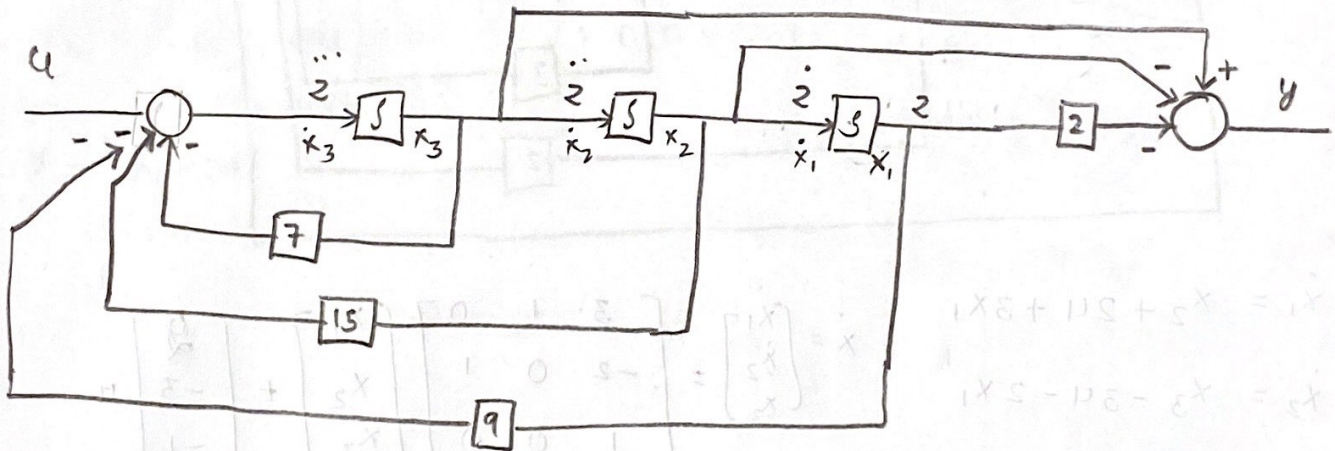 u
- - -
z⃛
ẋ₃
∫
x₃
z̈
ẋ₂
∫
x₂
ż
ẋ₁
∫
x₁
z
2
- + -
y
7
15
9